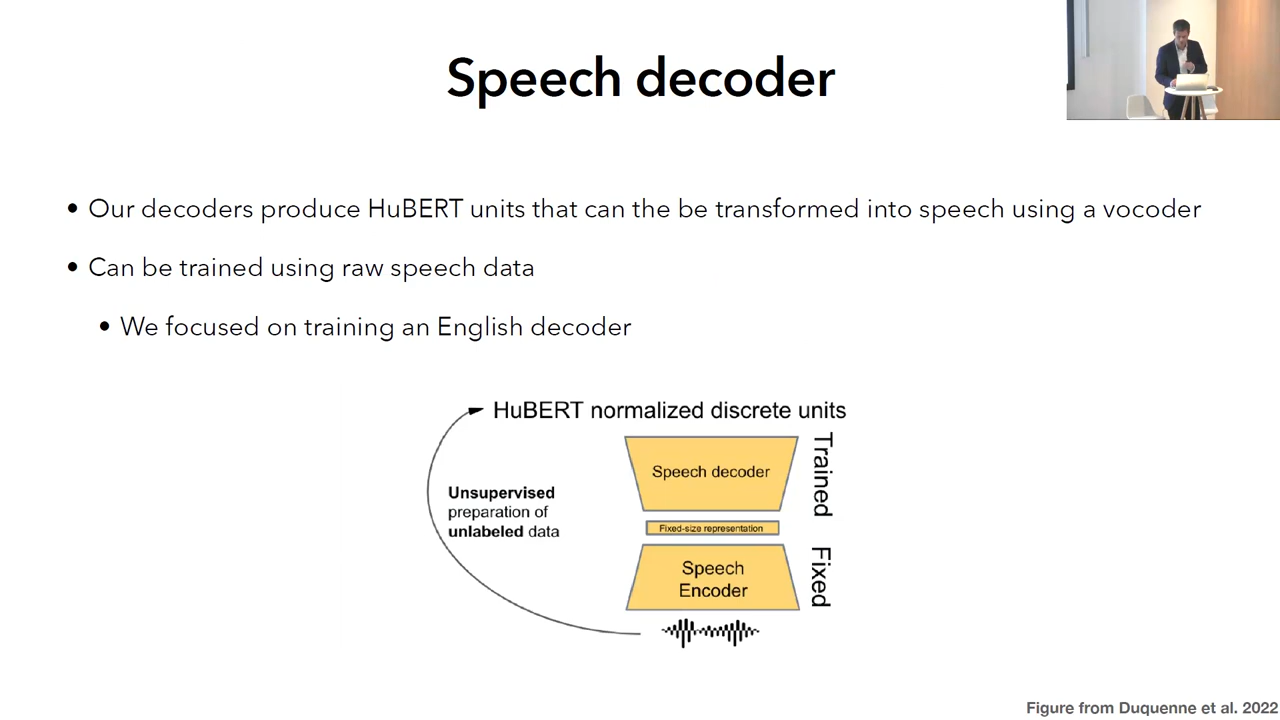 Speech decoder
• Our decoders produce HuBERT units that can the be transformed into speech using a vocoder
• Can be trained using raw speech data
• We focused on training an English decoder
HuBERT normalized discrete units
Speech decoder
Trained
Unsupervised
preparation of
unlabeled data
Fixed-size representation
Speech
Encoder
Fixed
Figure from Duquenne et al. 2022